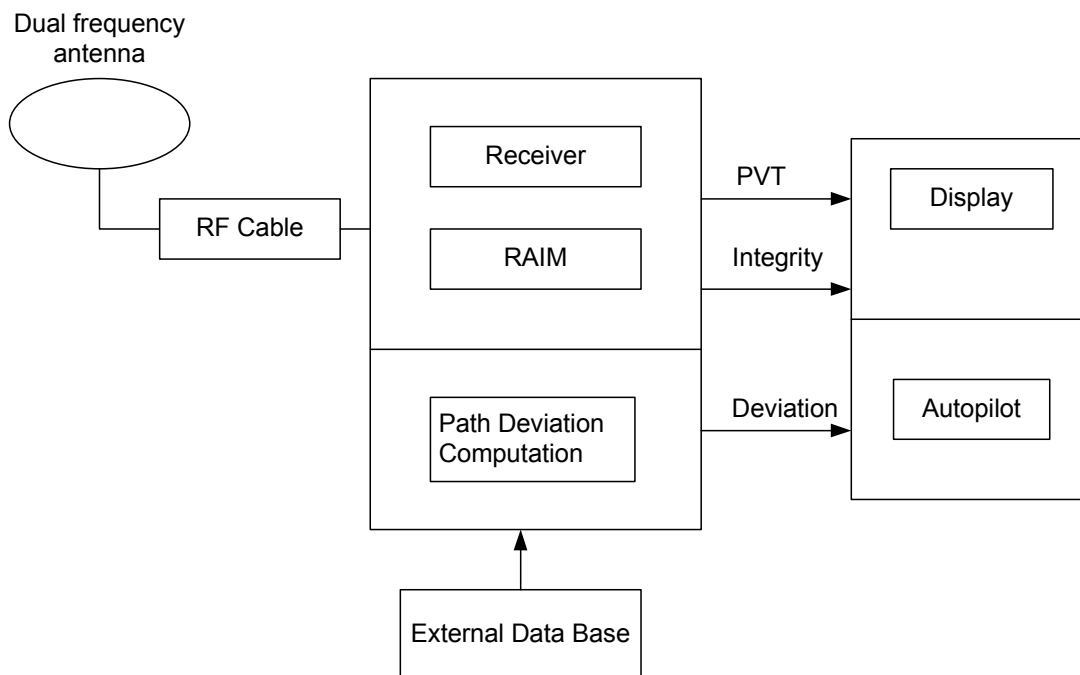 Dual frequency
antenna
RF Cable
Receiver
RAIM
Path Deviation
Computation
External Data Base
PVT
Integrity
Deviation
Display
Autopilot